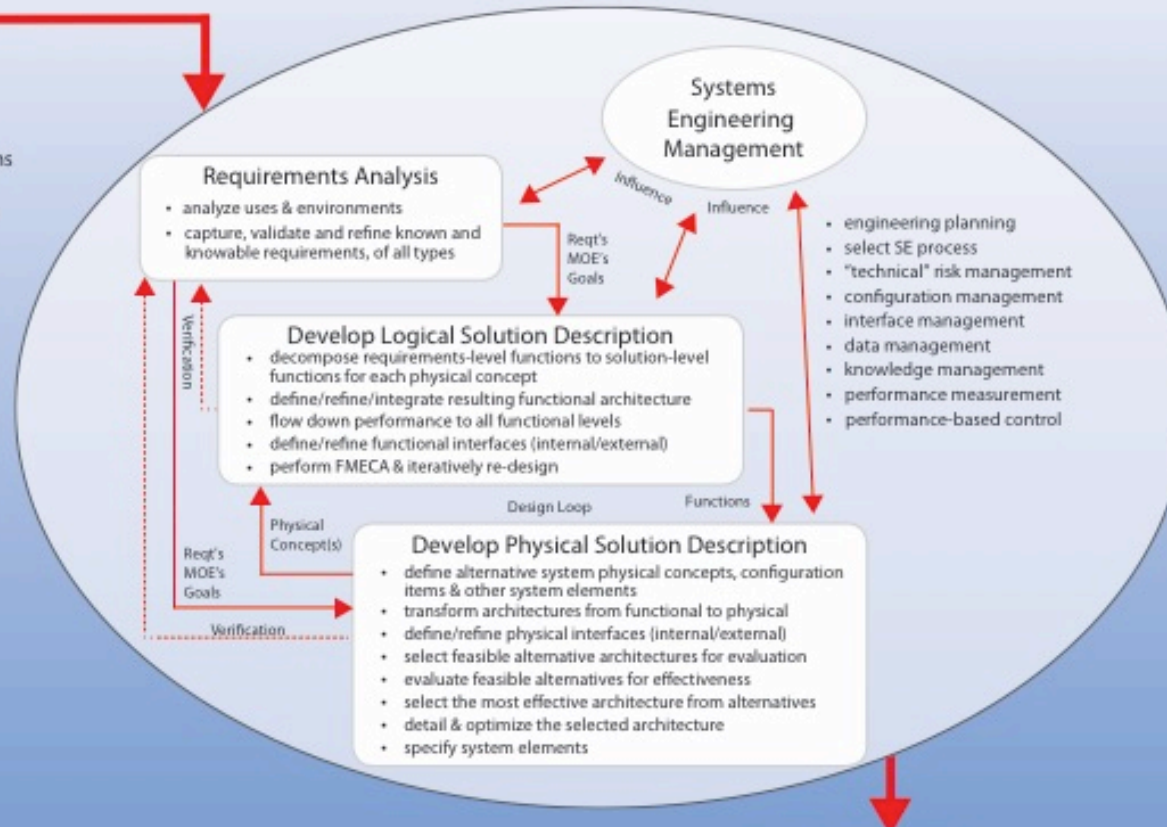 ns
Systems
Engineering
Management
Requirements Analysis
• analyze uses & environments
• capture, validate and refine known and
knowable requirements, of all types
Influence
Influence
Reqt's
MOE's
Goals
• engineering planning
• select SE process
• "technical" risk management
• configuration management
• interface management
• data management
• knowledge management
• performance measurement
• performance-based control
Verification
Develop Logical Solution Description
• decompose requirements-level functions to solution-level
functions for each physical concept
• define/refine/integrate resulting functional architecture
• flow down performance to all functional levels
• define/refine functional interfaces (internal/external)
• perform FMECA & iteratively re-design
Design Loop
Functions
Physical
Concept(s)
Reqt's
MOE's
Goals
Verification
Develop Physical Solution Description
• define alternative system physical concepts, configuration
items & other system elements
• transform architectures from functional to physical
• define/refine physical interfaces (internal/external)
• select feasible alternative architectures for evaluation
• evaluate feasible alternatives for effectiveness
• select the most effective architecture from alternatives
• detail & optimize the selected architecture
• specify system elements